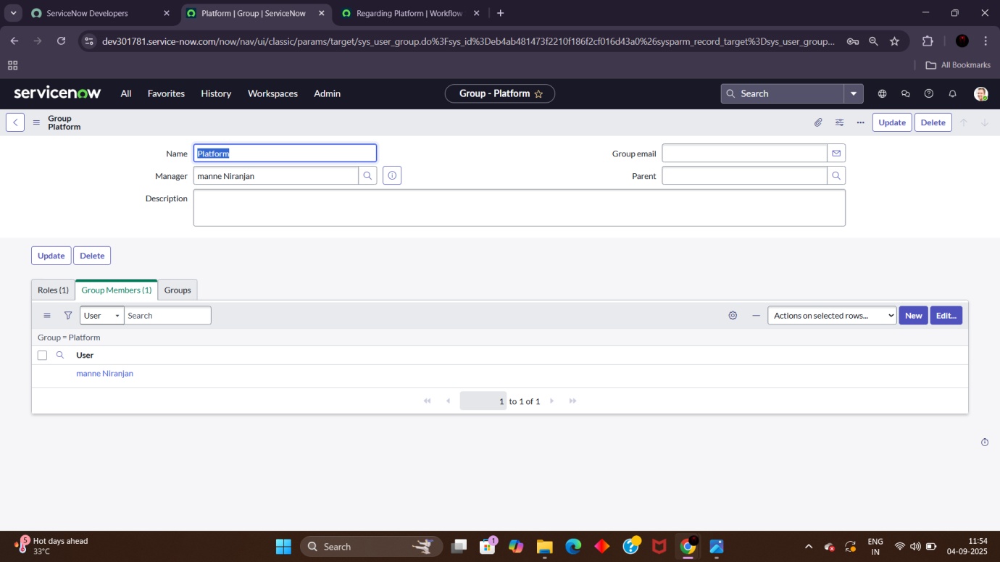 ServiceNow Developers
Platform | Group | ServiceNow
Regarding Platform | Workflow
dev301781.service-now.com/now/nav/ui/classic/params/target/sys_user_group.do%3Fsys_id%3Deb4ab481473f2210f186f2cf016d43a0%26sysparm_record_target%3Dsys_user_group...
All Bookmarks
servicenow All Favorites History Workspaces Admin Group - Platform Search
Group
Platform
Update Delete
Name Platform Group email
Manager manne Niranjan Parent
Description
Update Delete
Roles (1) Group Members (1) Groups
User Search Actions on selected rows... New Edit...
Group = Platform
User
manne Niranjan
1 to 1 of 1
5 Hot days ahead
33°C
Search
1
ENG
IN
11:54
04-09-2025